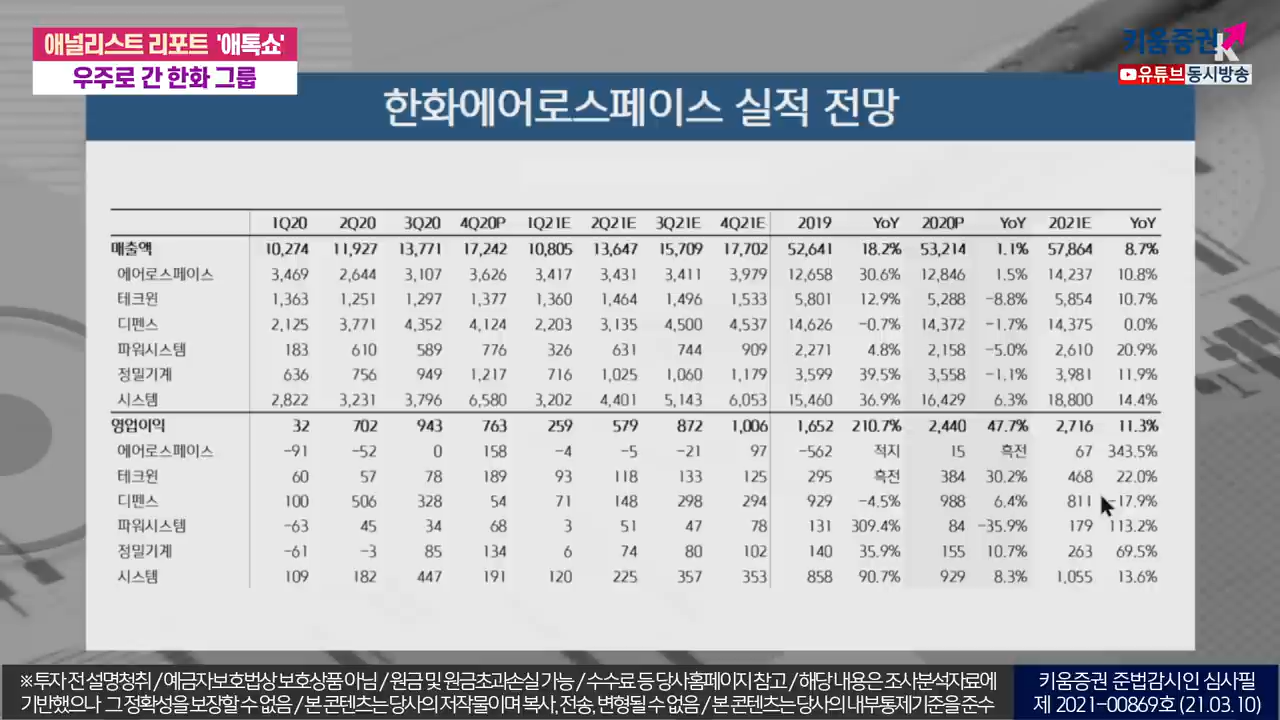 애널리스트 리포트 '애톡쇼'
우주로 간 한화 그룹
키움증권
유튜브동시방송
한화에어로스페이스 실적 전망
1Q20 2Q20 3Q20 4Q20P 1Q21E 2Q21E 3Q21E 4Q21E 2019 YoY 2020P YoY 2021E YoY
매출액 10,274 11,927 13,771 17,242 10,805 13,647 15,709 17,702 52,641 18.2% 53,214 1.1% 57,864 8.7%
에어로스페이스 3,469 2,644 3,107 3,626 3,417 3,431 3,411 3,979 12,658 30.6% 12,846 1.5% 14,237 10.8%
테크윈 1,363 1,251 1,297 1,377 1,360 1,464 1,496 1,533 5,801 12.9% 5,288 -8.8% 5,854 10.7%
디펜스 2,125 3,771 4,352 4,124 2,203 3,135 4,500 4,537 14,626 -0.7% 14,372 -1.7% 14,375 0.0%
파워시스템 183 610 589 776 326 631 744 909 2,271 4.8% 2,158 -5.0% 2,610 20.9%
정밀기계 636 756 949 1,217 716 1,025 1,060 1,179 3,599 39.5% 3,558 -1.1% 3,981 11.9%
시스템 2,822 3,231 3,796 6,580 3,202 4,401 5,143 6,053 15,460 36.9% 16,429 6.3% 18,800 14.4%
영업이익 32 702 943 763 259 579 872 1,006 1,652 210.7% 2,440 47.7% 2,716 11.3%
에어로스페이스 -91 -52 0 158 -4 -5 -21 97 -562 적지 15 흑전 67 343.5%
테크윈 60 57 78 189 93 118 133 125 295 흑전 384 30.2% 468 22.0%
디펜스 100 506 328 54 71 148 298 294 929 -4.5% 988 6.4% 811 -17.9%
파워시스템 -63 45 34 68 3 51 47 78 131 309.4% 84 -35.9% 179 113.2%
정밀기계 -61 -3 85 134 6 74 80 102 140 35.9% 155 10.7% 263 69.5%
시스템 109 182 447 191 120 225 357 353 858 90.7% 929 8.3% 1,055 13.6%
※투자 전 설명청취 / 예금자보호법상 보호상품 아님 / 원금 및 원금초과손실 가능 / 수수료 등 당사홈페이지 참고 / 해당 내용은 조사분석자료에
기반했으나 그 정확성을 보장할 수 없음 / 본 콘텐츠는 당사의 저작물이며 복사, 전송, 변형될 수 없음 / 본 콘텐츠는 당사의 내부통제기준을 준수
키움증권 준법감시인 심사필
제 2021-00869호 (21.03.10)